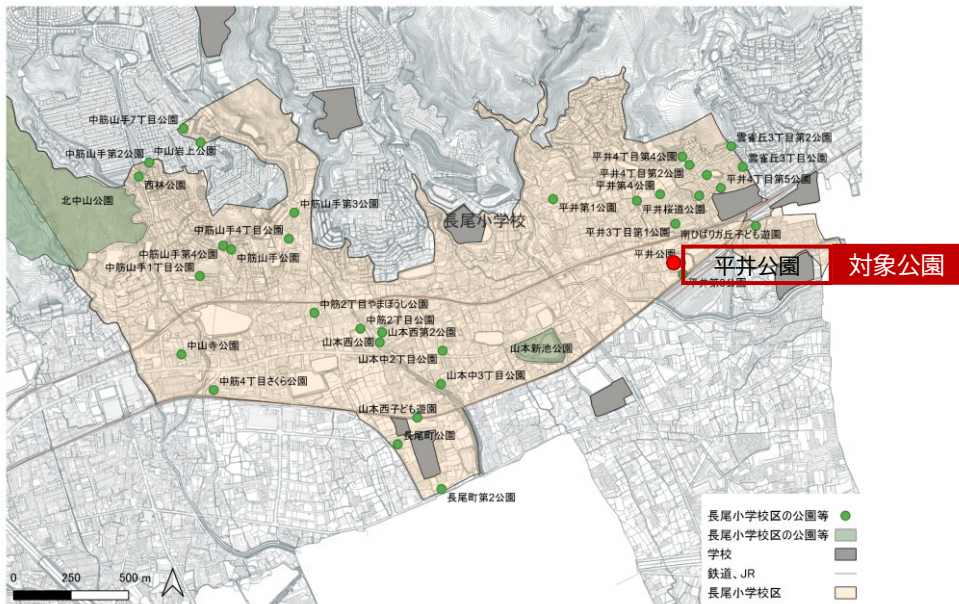 中筋山手7丁目公園
中山岩上公園
中筋山手第2公園
西林公園
北中山公園
中筋山手第3公園
中筋山手4丁目公園
中筋山手第4公園
中筋山手公園
中筋山手1丁目公園
長尾小学校
雲雀丘3丁目第2公園
平井4丁目第4公園
雲雀丘3丁目公園
平井4丁目第2公園
平井4丁目第5公園
平井第4公園
平井第1公園
平井桜道公園
平井3丁目第1公園
南ひばりガ丘子ども遊園
平井公園
平井公園
対象公園
中筋2丁目やまぼうし公園
中筋2丁目公園
山本西第2公園
山本西公園
山本新池公園
中山寺公園
山本中2丁目公園
山本中3丁目公園
中筋4丁目さくら公園
山本西子ども遊園
長尾町公園
長尾町第2公園
長尾小学校区の公園等
長尾小学校区の公園等
学校
鉄道、JR
長尾小学校区
0 250 500 m